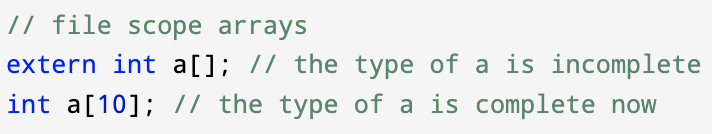 // file scope arrays
extern int a[]; // the type of a is incomplete
int a[10]; // the type of a is complete now